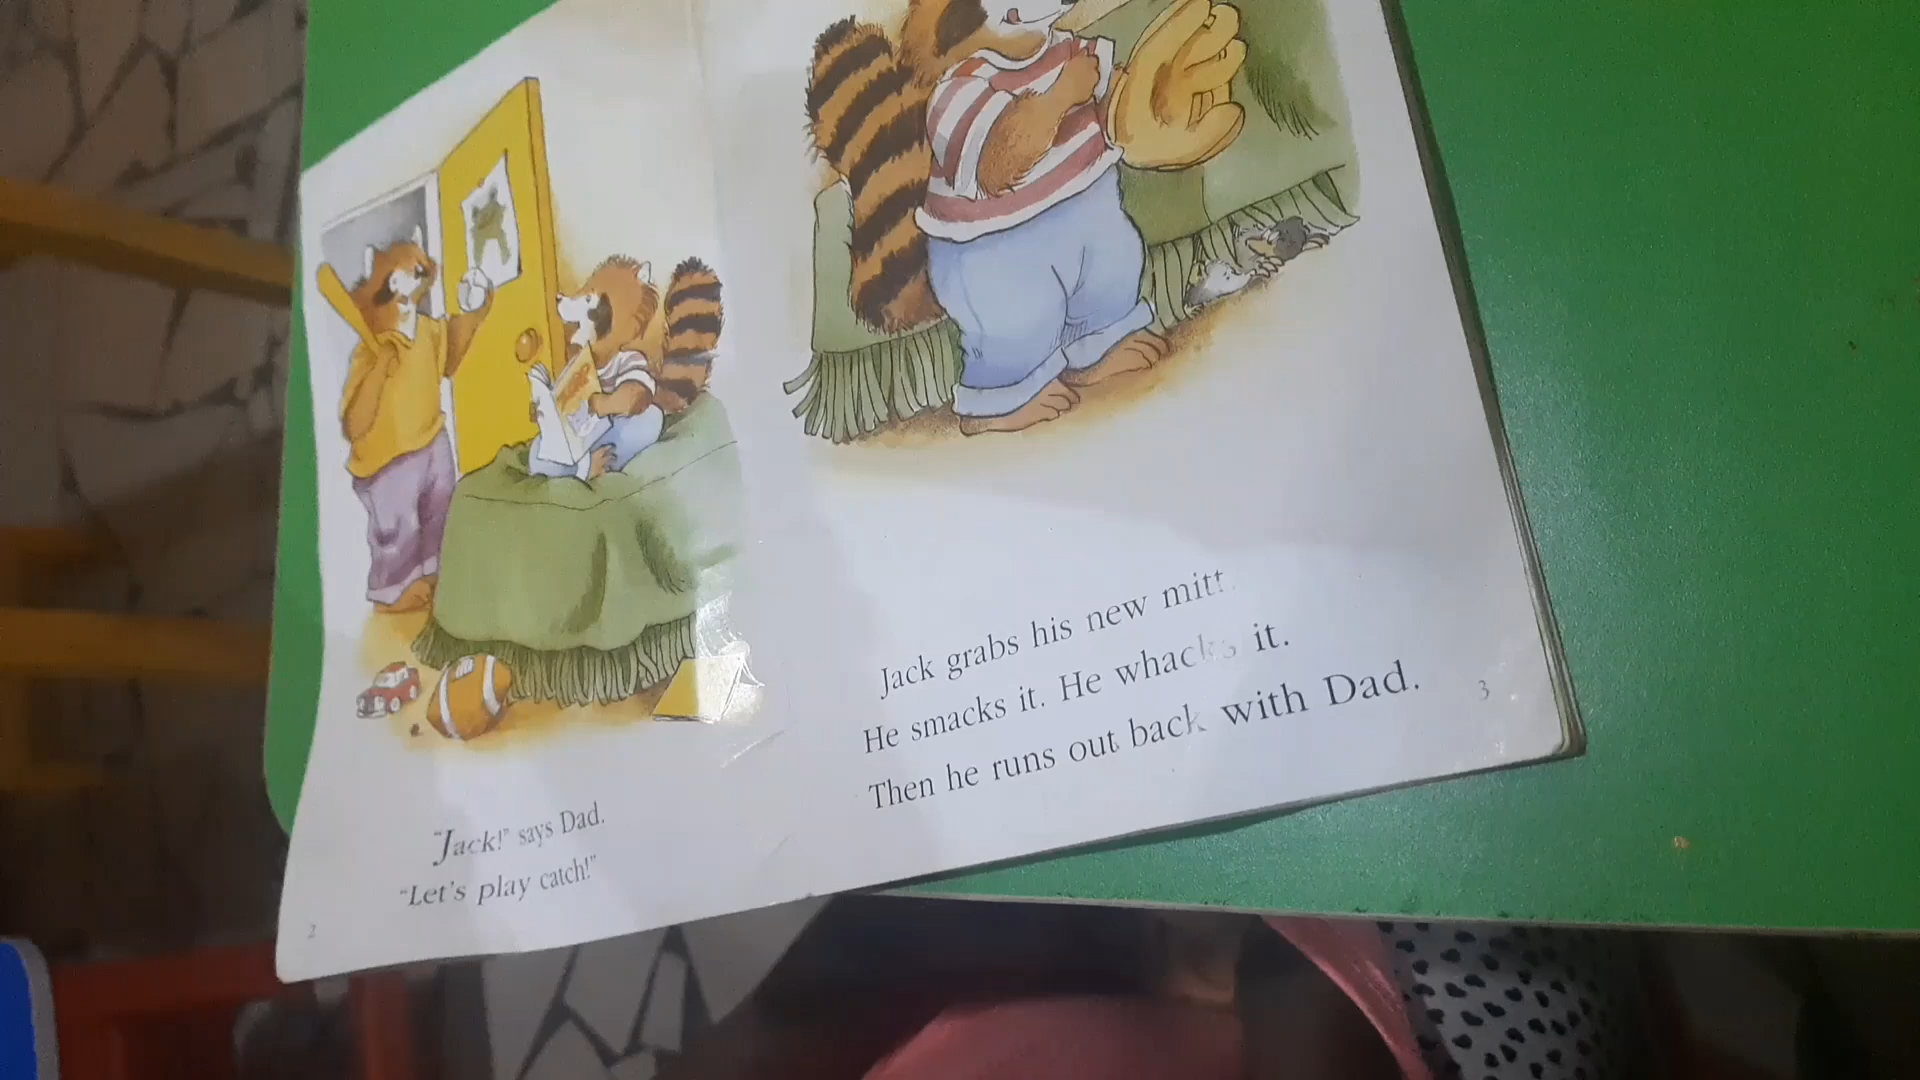 "Jack!" says Dad.
"Let's play catch!"
2
Jack grabs his new mitt.
He smacks it. He whacks it.
Then he runs out back with Dad.
3